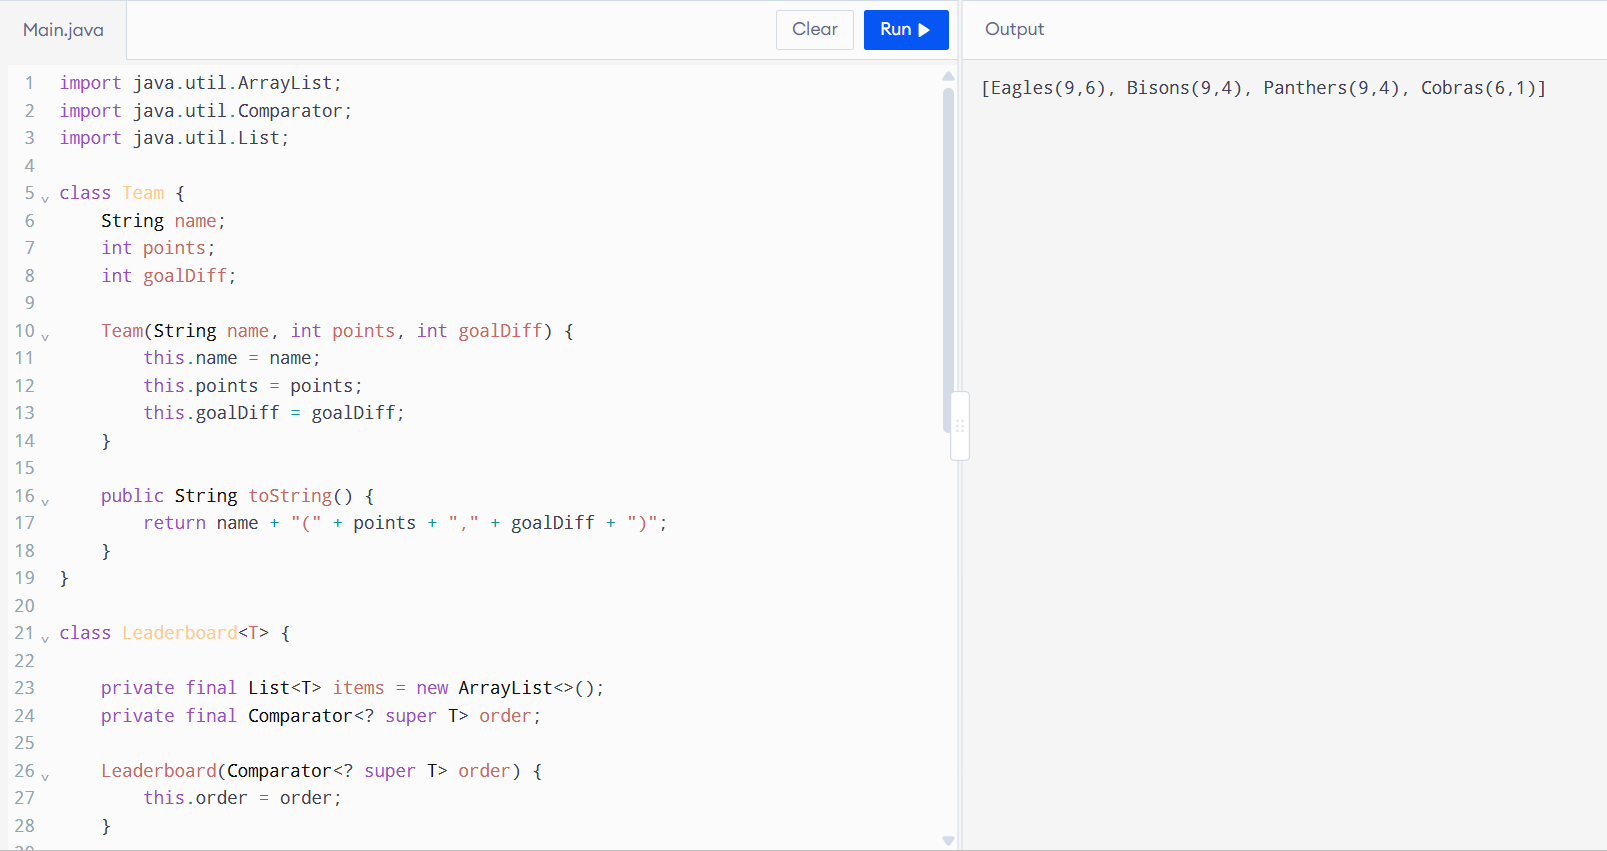 Main.java
Clear
Run
Output
1 import java.util.ArrayList;
2 import java.util.Comparator;
3 import java.util.List;
4
5 class Team {
6     String name;
7     int points;
8     int goalDiff;
9
10     Team(String name, int points, int goalDiff) {
11         this.name = name;
12         this.points = points;
13         this.goalDiff = goalDiff;
14     }
15
16     public String toString() {
17         return name + "(" + points + "," + goalDiff + ")";
18     }
19 }
20
21 class Leaderboard<T> {
22
23     private final List<T> items = new ArrayList<>();
24     private final Comparator<? super T> order;
25
26     Leaderboard(Comparator<? super T> order) {
27         this.order = order;
28     }
[Eagles(9,6), Bisons(9,4), Panthers(9,4), Cobras(6,1)]